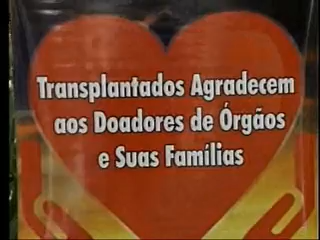 Transplantados Agradecem
aos Doadores de Órgãos
e Suas Famílias